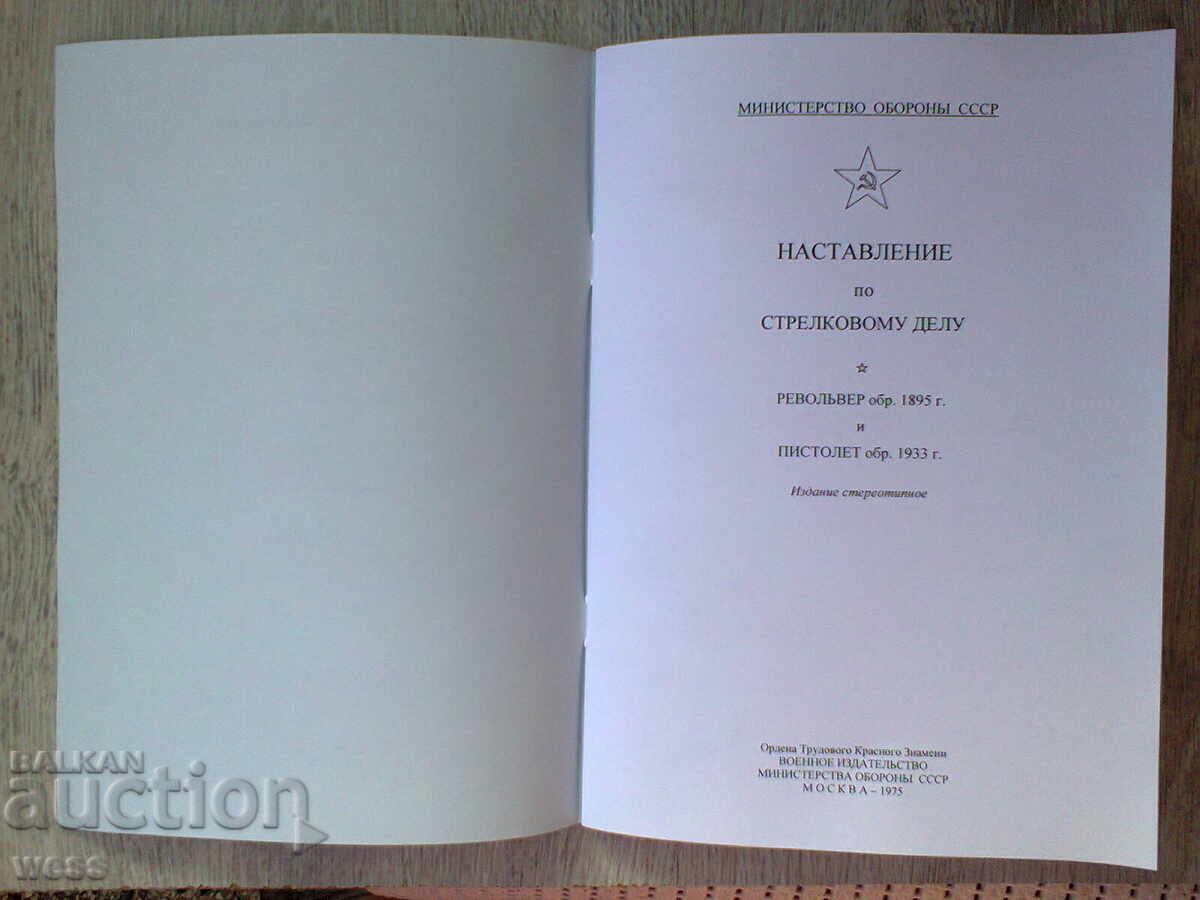 МИНИСТЕРСТВО ОБОРОНЫ СССР
НАСТАВЛЕНИЕ
по
СТРЕЛКОВОМУ ДЕЛУ
РЕВОЛЬВЕР обр. 1895 г.
и
ПИСТОЛЕТ обр. 1933 г.
Издание стереотипное
Ордена Трудового Красного Знамени
ВОЕННОЕ ИЗДАТЕЛЬСТВО
МИНИСТЕРСТВА ОБОРОНЫ СССР
МОСКВА – 1975
BALKAN
auction
wess